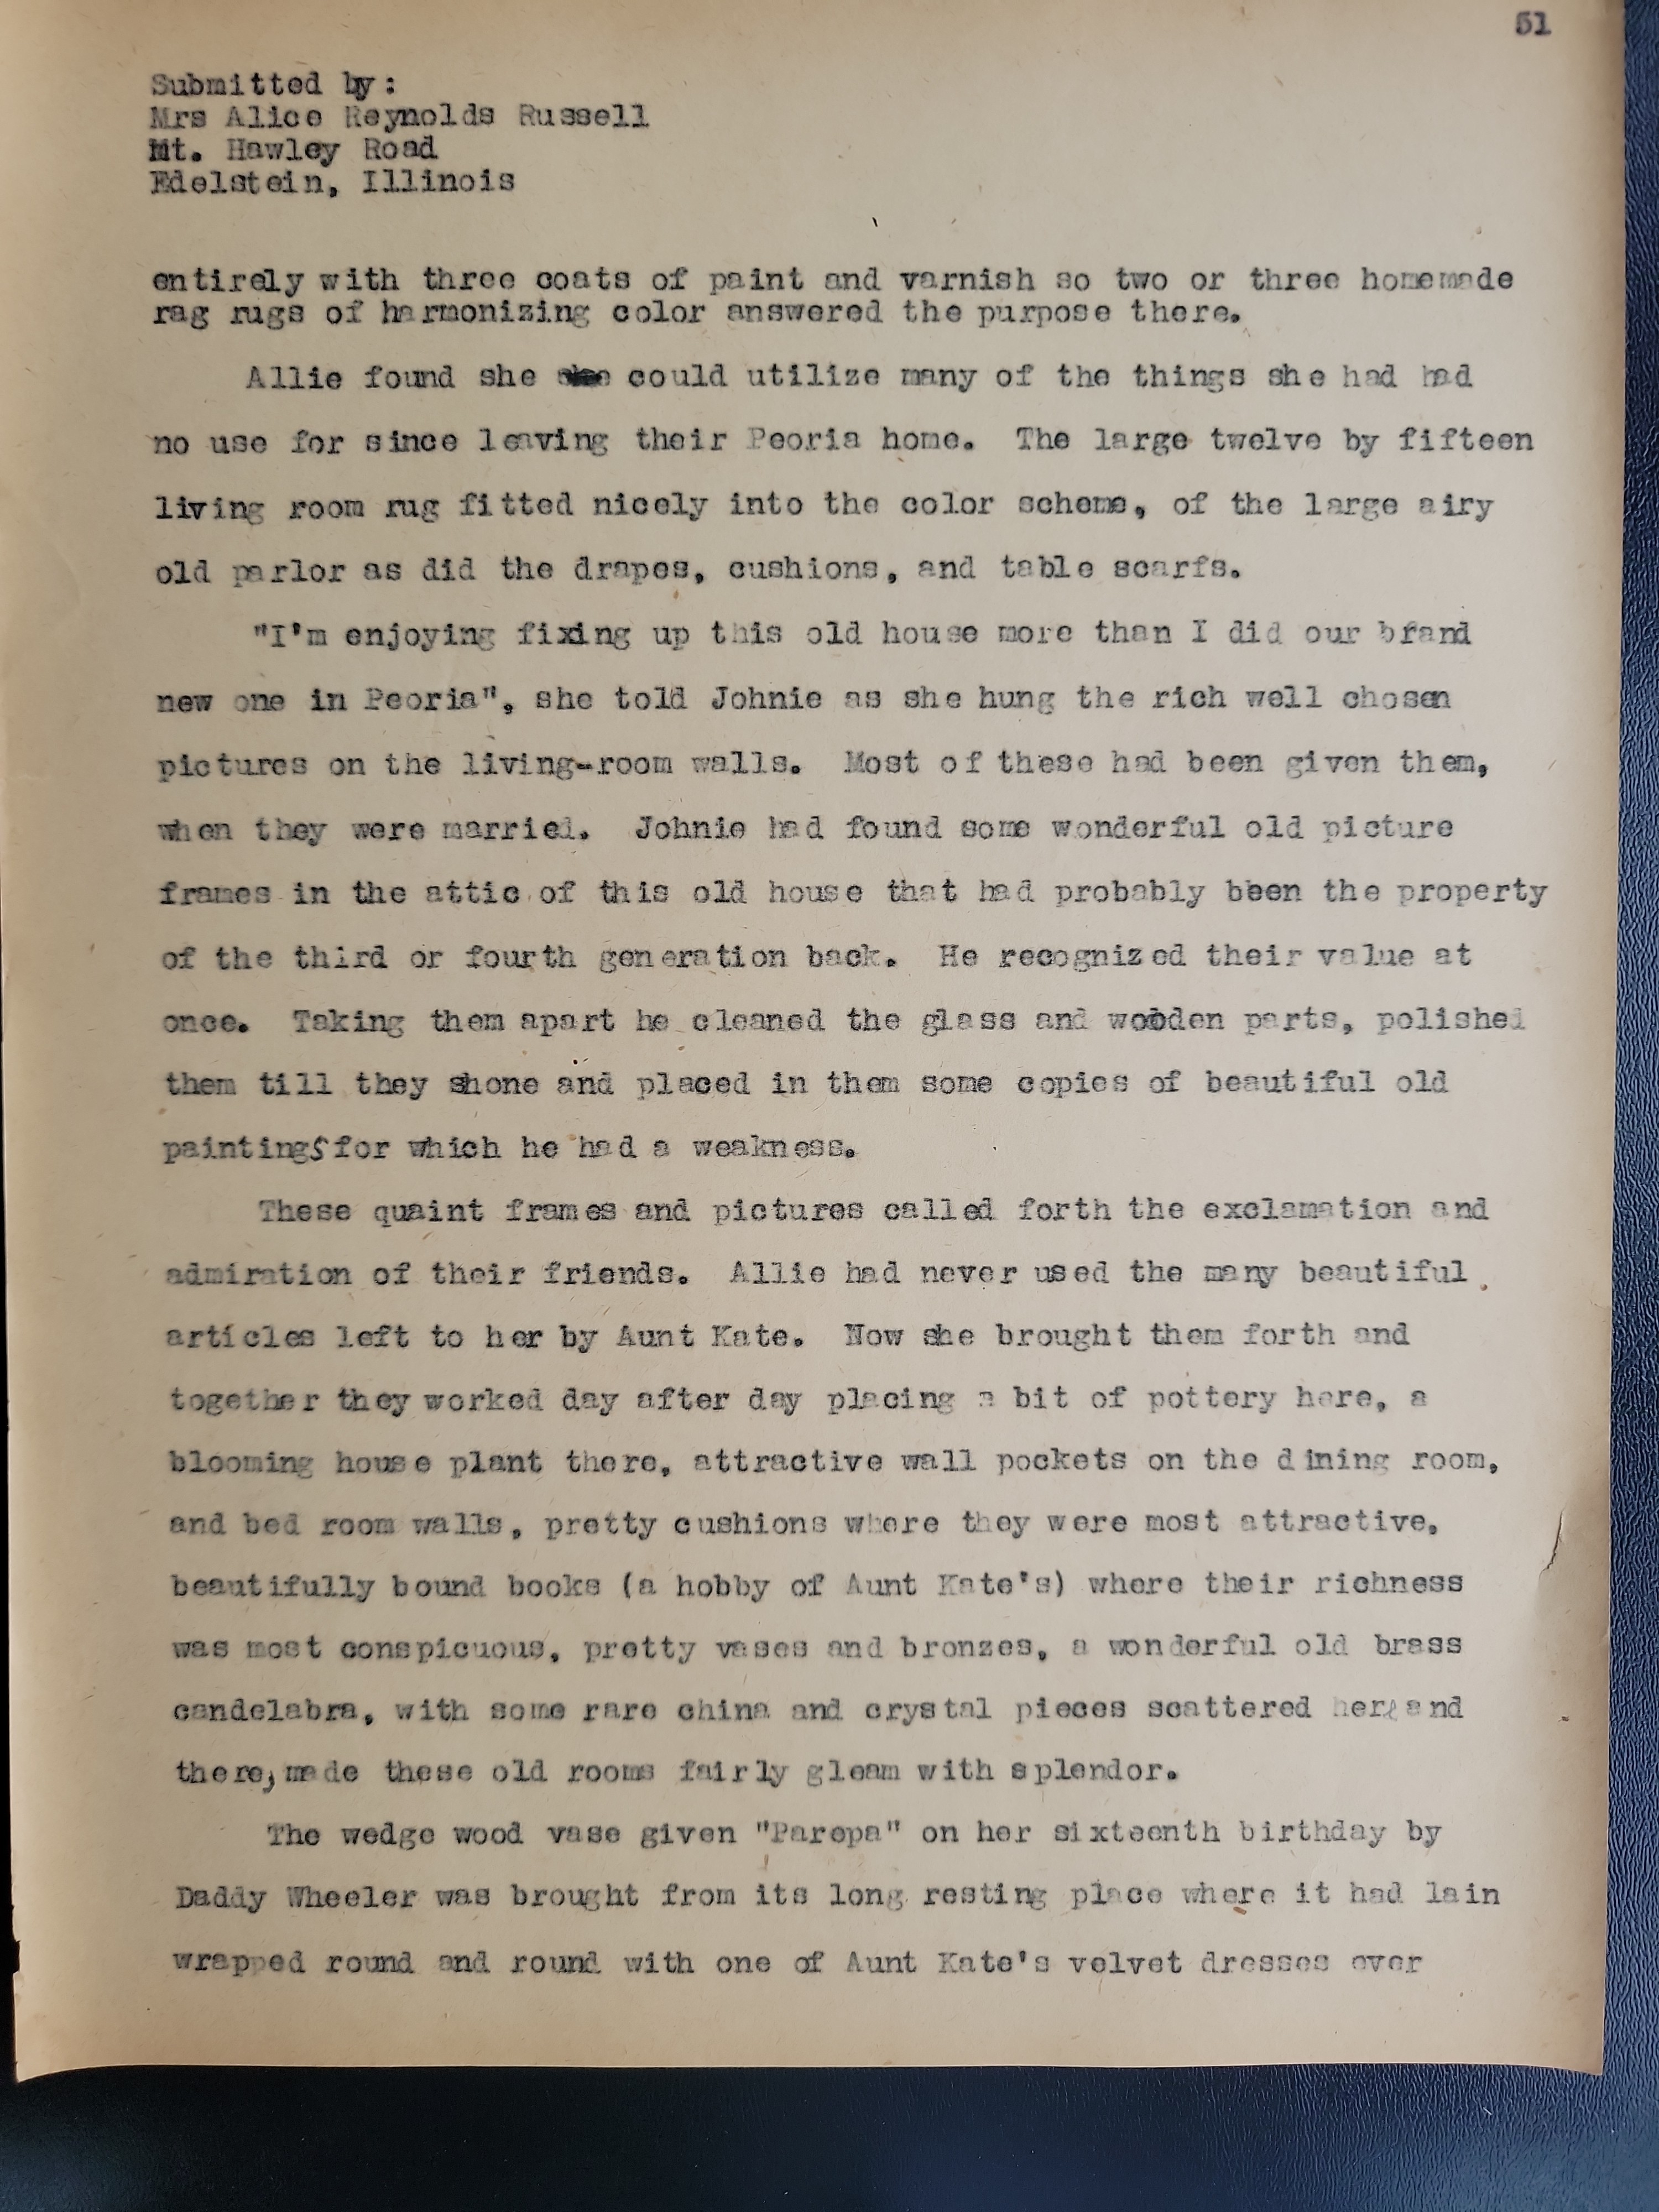 51
Submitted by:
Mrs Alice Reynolds Russell
Mt. Hawley Road
Edelstein, Illinois
entirely with three coats of paint and varnish so two or three homemade
rag rugs of harmonizing color answered the purpose there.
Allie found she could utilize many of the things she had had
no use for since leaving their Peoria home. The large twelve by fifteen
living room rug fitted nicely into the color scheme, of the large airy
old parlor as did the drapes, cushions, and table scarfs.
"I'm enjoying fixing up this old house more than I did our brand
new one in Peoria", she told Johnie as she hung the rich well chosen
pictures on the living-room walls. Most of these had been given them,
when they were married. Johnie had found some wonderful old picture
frames in the attic of this old house that had probably been the property
of the third or fourth generation back. He recognized their value at
once. Taking them apart he cleaned the glass and wooden parts, polished
them till they shone and placed in them some copies of beautiful old
paintings for which he had a weakness.
These quaint frames and pictures called forth the exclamation and
admiration of their friends. Allie had never used the many beautiful
articles left to her by Aunt Kate. Now she brought them forth and
together they worked day after day placing a bit of pottery here, a
blooming house plant there, attractive wall pockets on the dining room,
and bed room walls, pretty cushions where they were most attractive,
beautifully bound books (a hobby of Aunt Kate's) where their richness
was most conspicuous, pretty vases and bronzes, a wonderful old brass
candelabra, with some rare china and crystal pieces scattered here and
there, made these old rooms fairly gleam with splendor.
The wedge wood vase given "Parepa" on her sixteenth birthday by
Daddy Wheeler was brought from its long resting place where it had lain
wrapped round and round with one of Aunt Kate's velvet dresses over